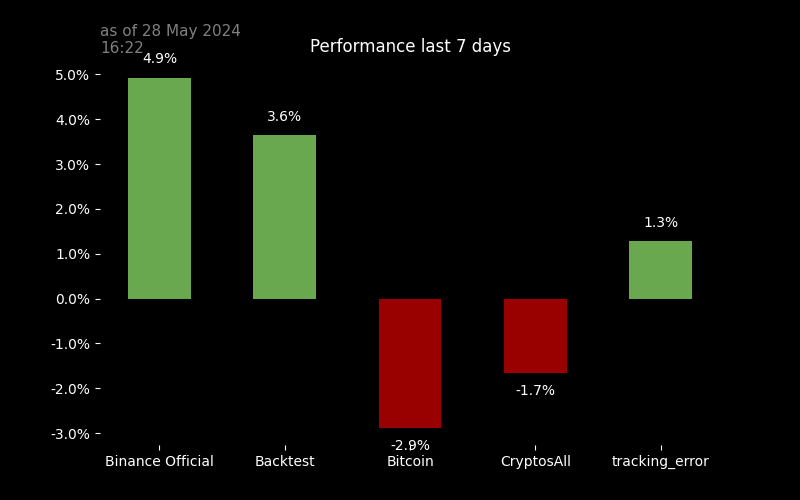 as of 28 May 2024
16:22
Performance last 7 days
4.9%
5.0%
3.6%
4.0%
3.0%
2.0%
1.3%
1.0%
0.0%
-1.0%
-2.0%
-1.7%
-3.0%
-2.9%
Binance Official
Backtest
Bitcoin
CryptosAll
tracking_error